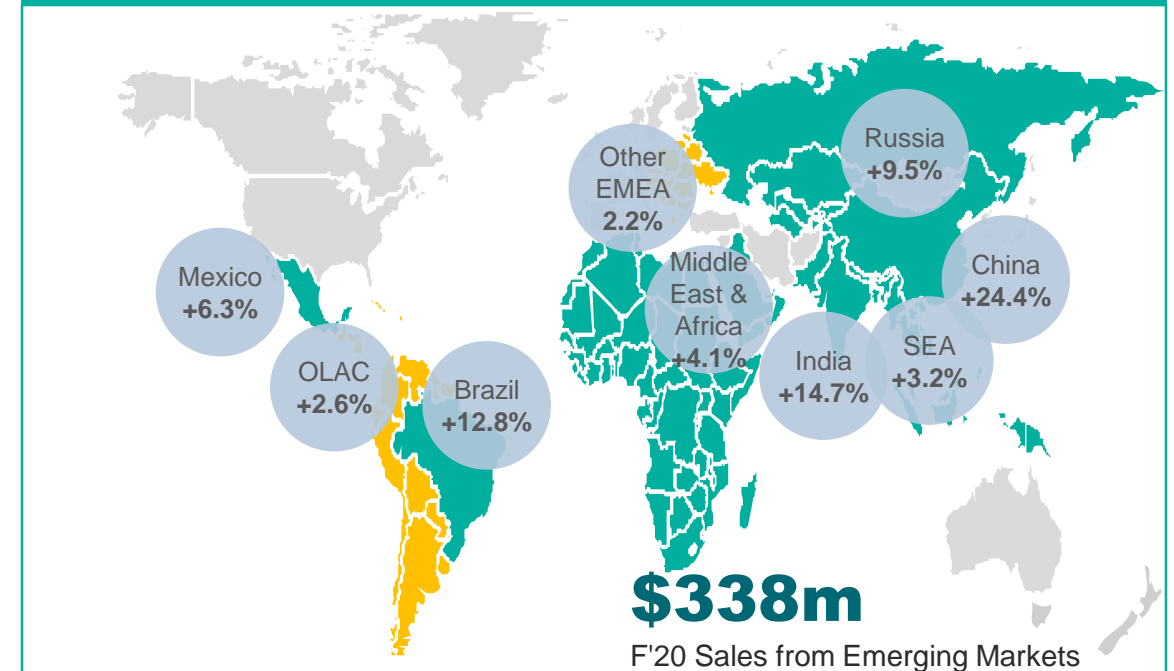 Russia
+9.5%
Other
EMEA
2.2%
Middle
East &
Africa
+4.1%
China
+24.4%
Mexico
+6.3%
SEA
+3.2%
India
+14.7%
OLAC
+2.6%
Brazil
+12.8%
$338m
F'20 Sales from Emerging Markets